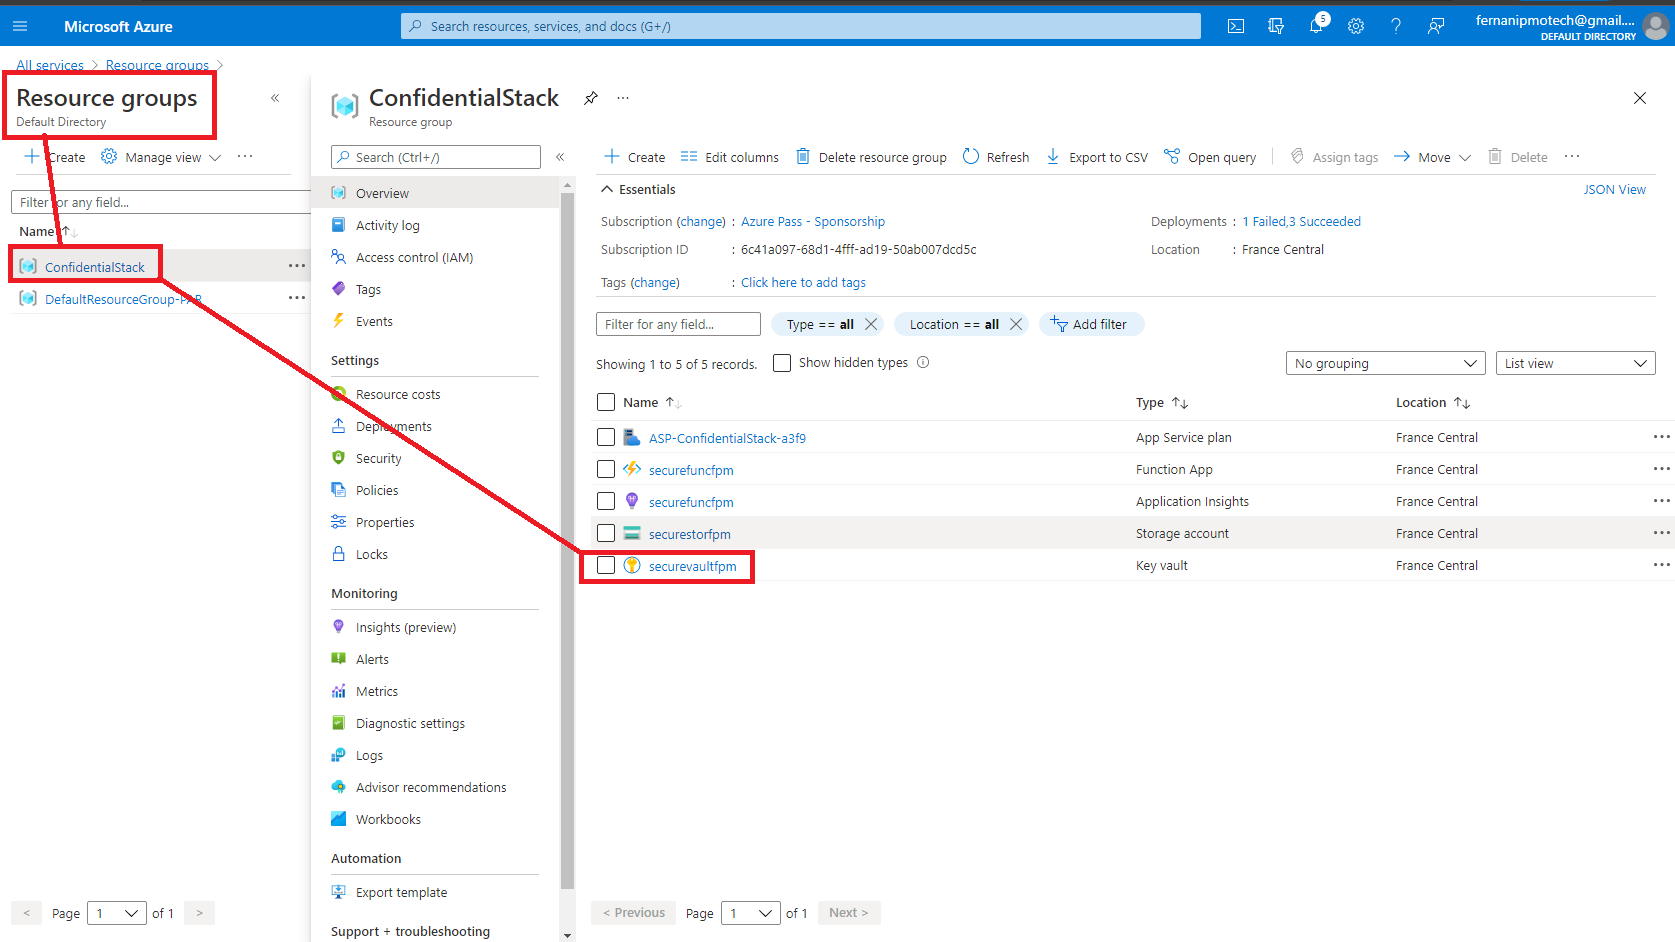 Microsoft Azure
Search resources, services, and docs (G+/)
5
fernanipmotech@gmail....
DEFAULT DIRECTORY
All services > Resource groups >
Resource groups
Default Directory
«
Create
Manage view
...
Filter for any field...
Name
ConfidentialStack
...
DefaultResourceGroup-PAR
...
< Page 1 of 1 >
ConfidentialStack
...
Resource group
Search (Ctrl+/)
«
Overview
Activity log
Access control (IAM)
Tags
Events
Settings
Resource costs
Deployments
Security
Policies
Properties
Locks
Monitoring
Insights (preview)
Alerts
Metrics
Diagnostic settings
Logs
Advisor recommendations
Workbooks
Automation
Export template
Support + troubleshooting
Create Edit columns Delete resource group Refresh Export to CSV Open query Assign tags Move Delete ...
Essentials
JSON View
Subscription (change) : Azure Pass - Sponsorship
Deployments : 1 Failed,3 Succeeded
Subscription ID : 6c41a097-68d1-4fff-ad19-50ab007dcd5c
Location : France Central
Tags (change) : Click here to add tags
Filter for any field... Type == all Location == all Add filter
Showing 1 to 5 of 5 records. Show hidden types
No grouping List view
Name Type Location
ASP-ConfidentialStack-a3f9 App Service plan France Central ...
securefuncfpm Function App France Central ...
securefuncfpm Application Insights France Central ...
securestorfpm Storage account France Central ...
securevaultfpm Key vault France Central ...
< Previous Page 1 of 1 Next >